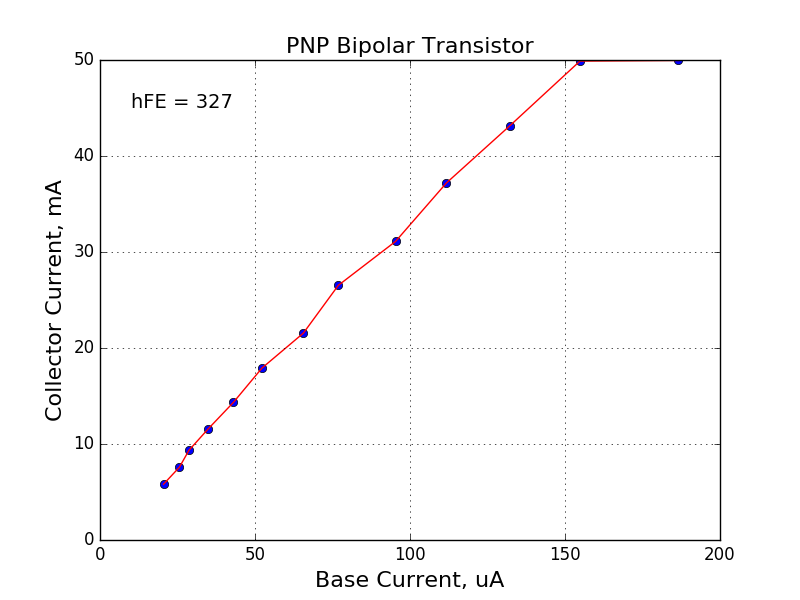 PNP Bipolar Transistor
hFE = 327
50
40
30
20
10
0
Collector Current, mA
0 50 100 150 200
Base Current, uA